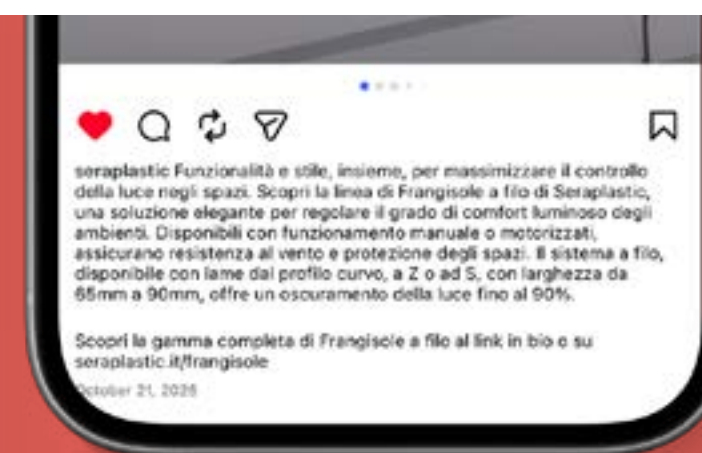 seraplastic Funzionalità e stile, insieme, per massimizzare il controllo
della luce negli spazi. Scopri la linea di Frangisole a filo di Seraplastic,
una soluzione elegante per regolare il grado di comfort luminoso degli
ambienti. Disponibili con funzionamento manuale o motorizzati,
assicurano resistenza al vento e protezione degli spazi. Il sistema a filo,
disponibile con lame dal profilo curvo, a Z o ad S, con larghezza da
65mm a 90mm, offre un oscuramento della luce fino al 90%.
Scopri la gamma completa di Frangisole a filo al link in bio o su
seraplastic.it/frangisole
October 21, 2026